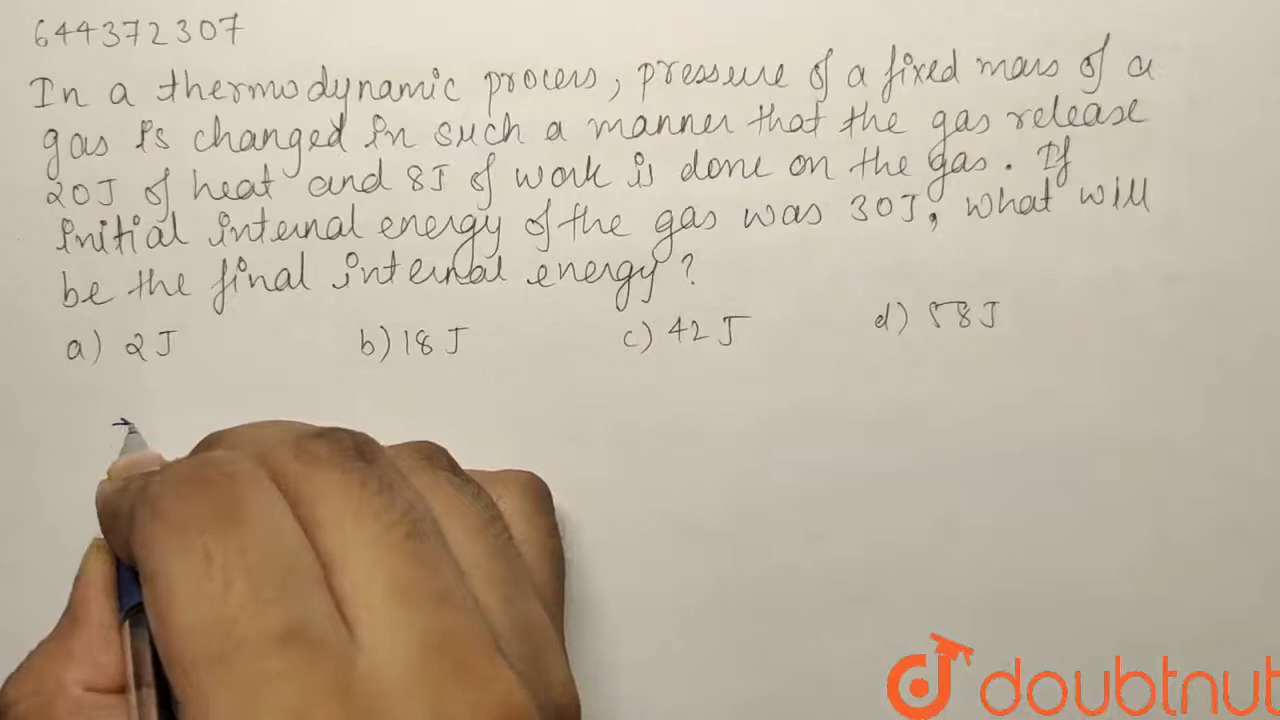 644372307
In a thermodynamic process, pressure of a fixed mass of a
gas is changed in such a manner that the gas release
20J of heat and 8J of work is done on the gas. If
initial internal energy of the gas was 30J, what will
be the final internal energy?
a) 2J b) 18J c) 42J d) 58J
doubtnut